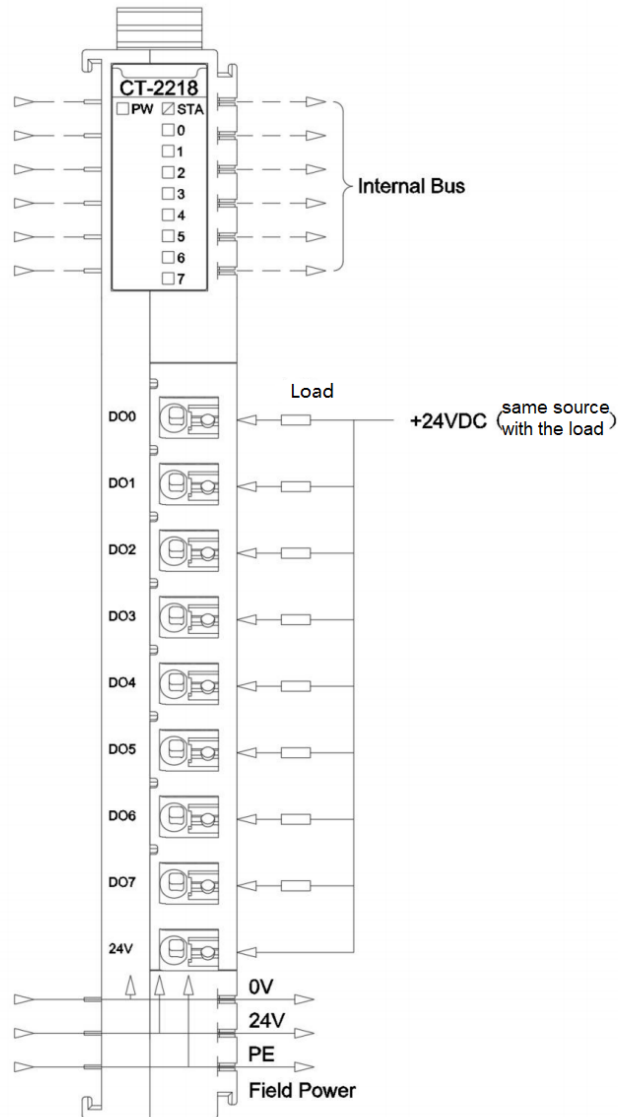 CT-2218
PW STA
0
1
2
3
4
5
6
7
Internal Bus
Load
DO0
+24VDC (same source
with the load)
DO1
DO2
DO3
DO4
DO5
DO6
DO7
24V
0V
24V
PE
Field Power